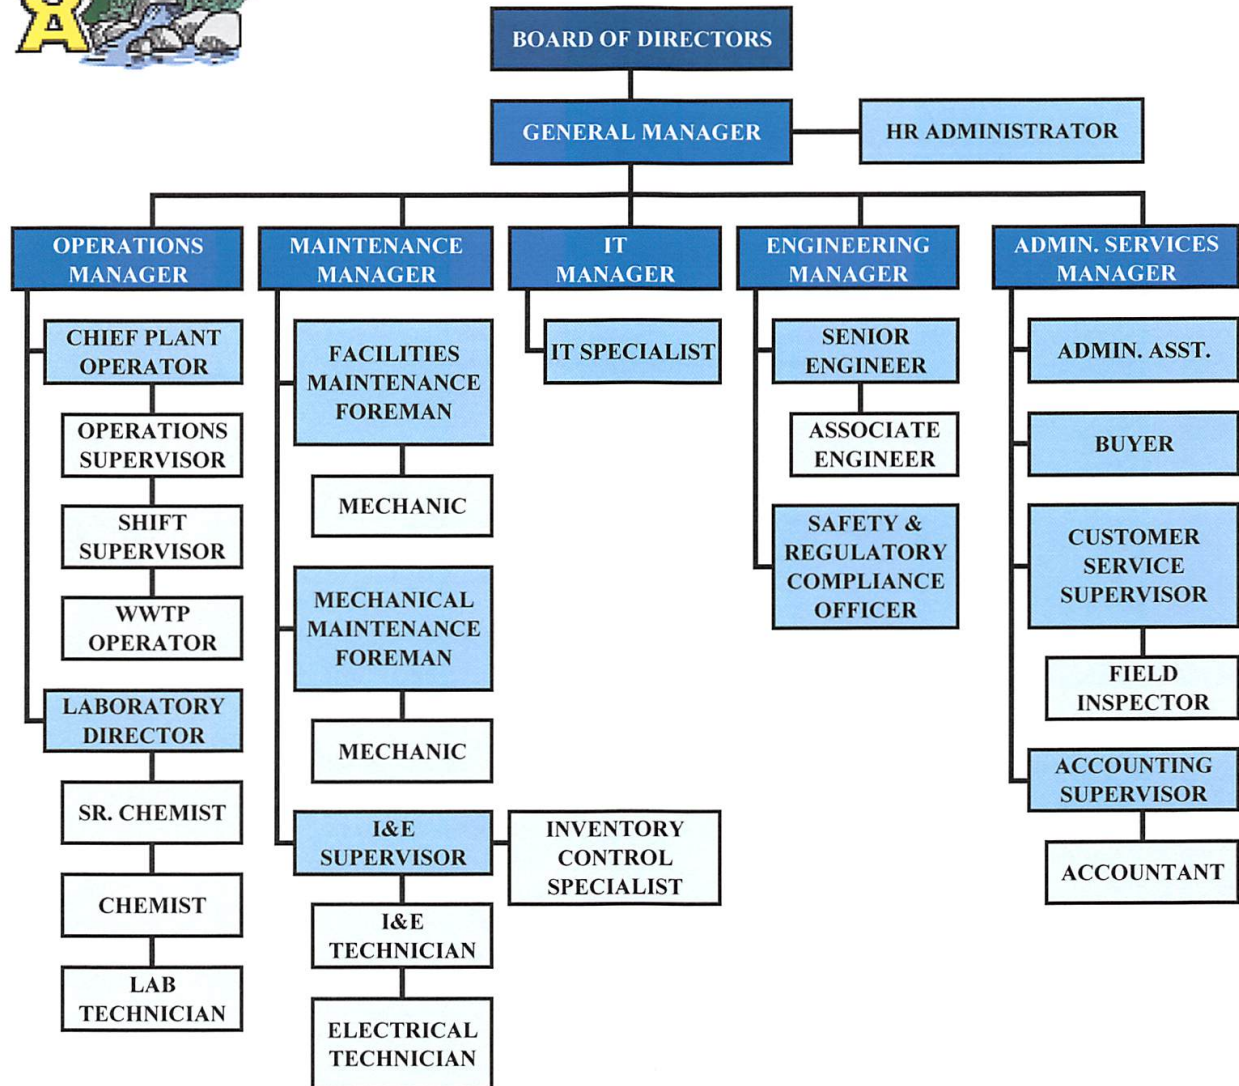 BOARD OF DIRECTORS
GENERAL MANAGER
HR ADMINISTRATOR
OPERATIONS
MANAGER
CHIEF PLANT
OPERATOR
OPERATIONS
SUPERVISOR
SHIFT
SUPERVISOR
WWTP
OPERATOR
LABORATORY
DIRECTOR
SR. CHEMIST
CHEMIST
LAB
TECHNICIAN
MAINTENANCE
MANAGER
FACILITIES
MAINTENANCE
FOREMAN
MECHANIC
MECHANICAL
MAINTENANCE
FOREMAN
MECHANIC
I&E
SUPERVISOR
INVENTORY
CONTROL
SPECIALIST
I&E
TECHNICIAN
ELECTRICAL
TECHNICIAN
IT
MANAGER
IT SPECIALIST
ENGINEERING
MANAGER
SENIOR
ENGINEER
ASSOCIATE
ENGINEER
SAFETY &
REGULATORY
COMPLIANCE
OFFICER
ADMIN. SERVICES
MANAGER
ADMIN. ASST.
BUYER
CUSTOMER
SERVICE
SUPERVISOR
FIELD
INSPECTOR
ACCOUNTING
SUPERVISOR
ACCOUNTANT